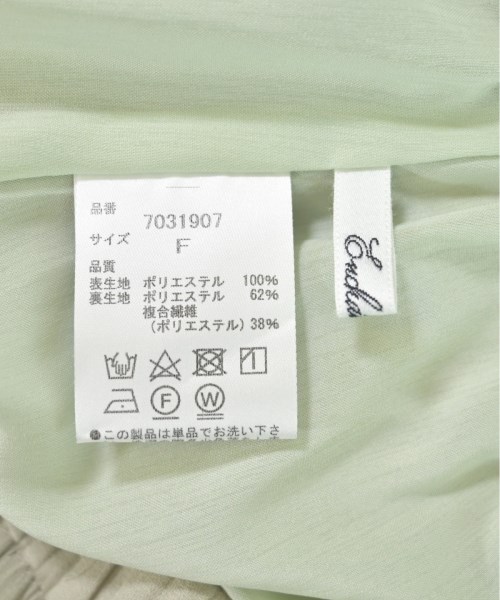 品番 7031907
サイズ F
品質
表生地 ポリエステル 100%
裏生地 ポリエステル 62%
複合繊維
(ポリエステル) 38%
F W
●この製品は単品でお洗い下さ
Encha